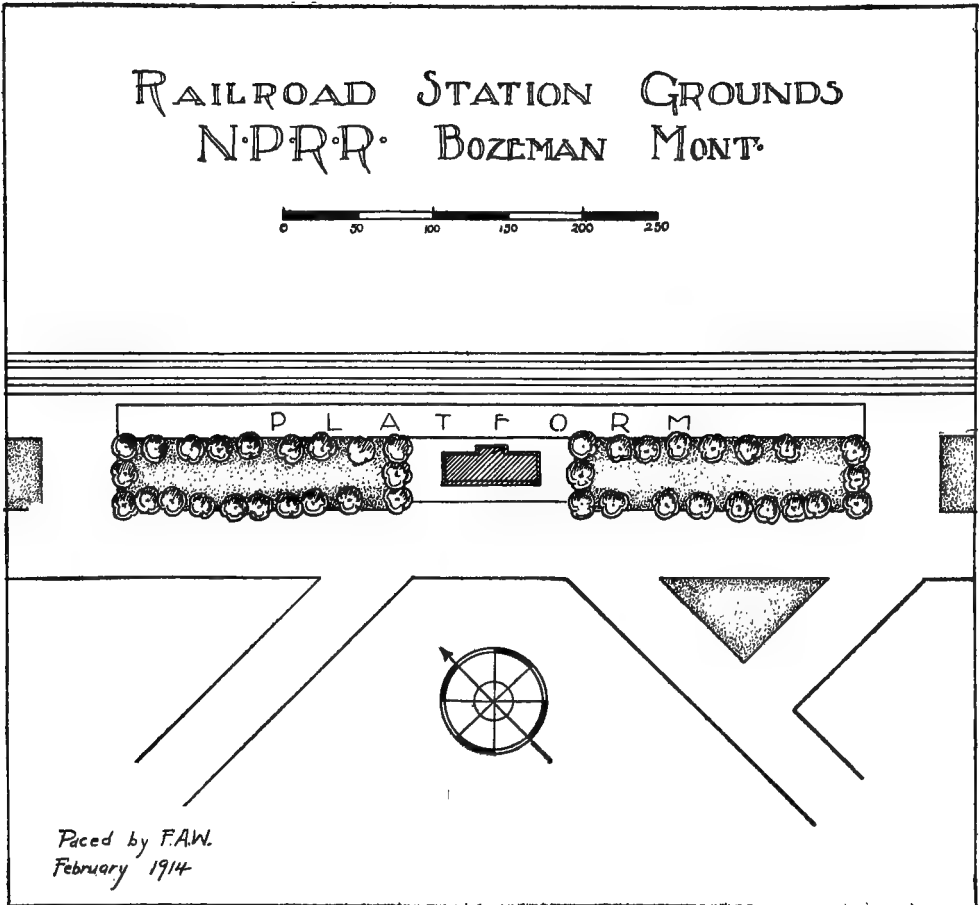 RAILROAD STATION GROUNDS
N·P·R·R· BOZEMAN MONT·
0 50 100 150 200 250
PLATFORM
Paced by F.A.W.
February 1914